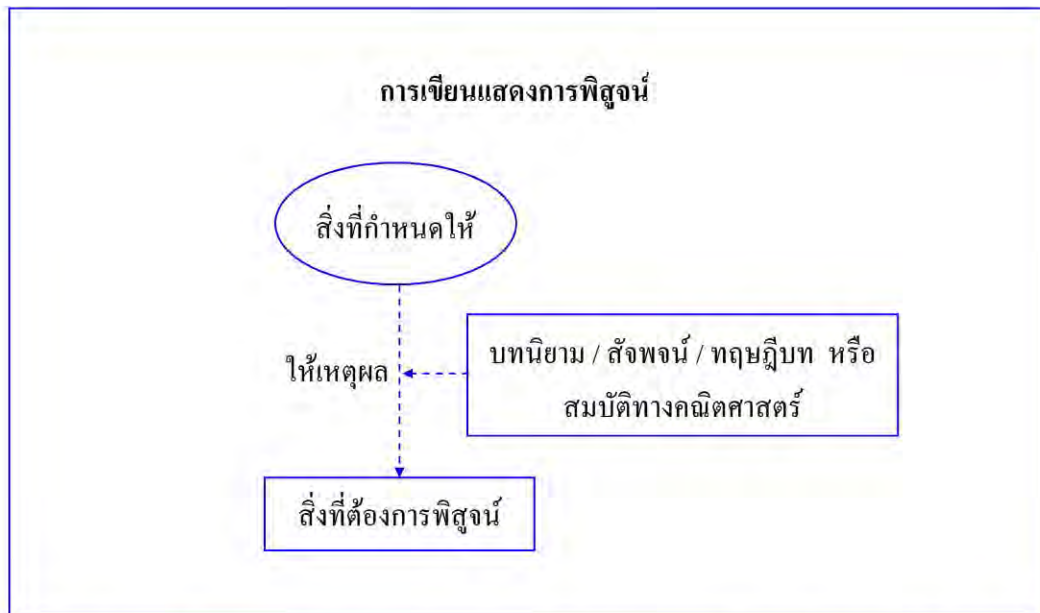 การเขียนแสดงการพิสูจน์
สิ่งที่กำหนดให้
ให้เหตุผล
บทนิยาม / สัจพจน์ / ทฤษฎีบท หรือ
สมบัติทางคณิตศาสตร์
สิ่งที่ต้องการพิสูจน์